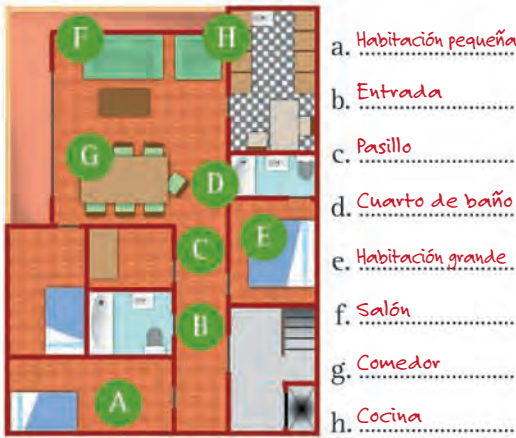 F
H
G
D
C
E
B
A
a. Habitación pequeña
b. Entrada
c. Pasillo
d. Cuarto de baño
e. Habitación grande
f. Salón
g. Comedor
h. Cocina